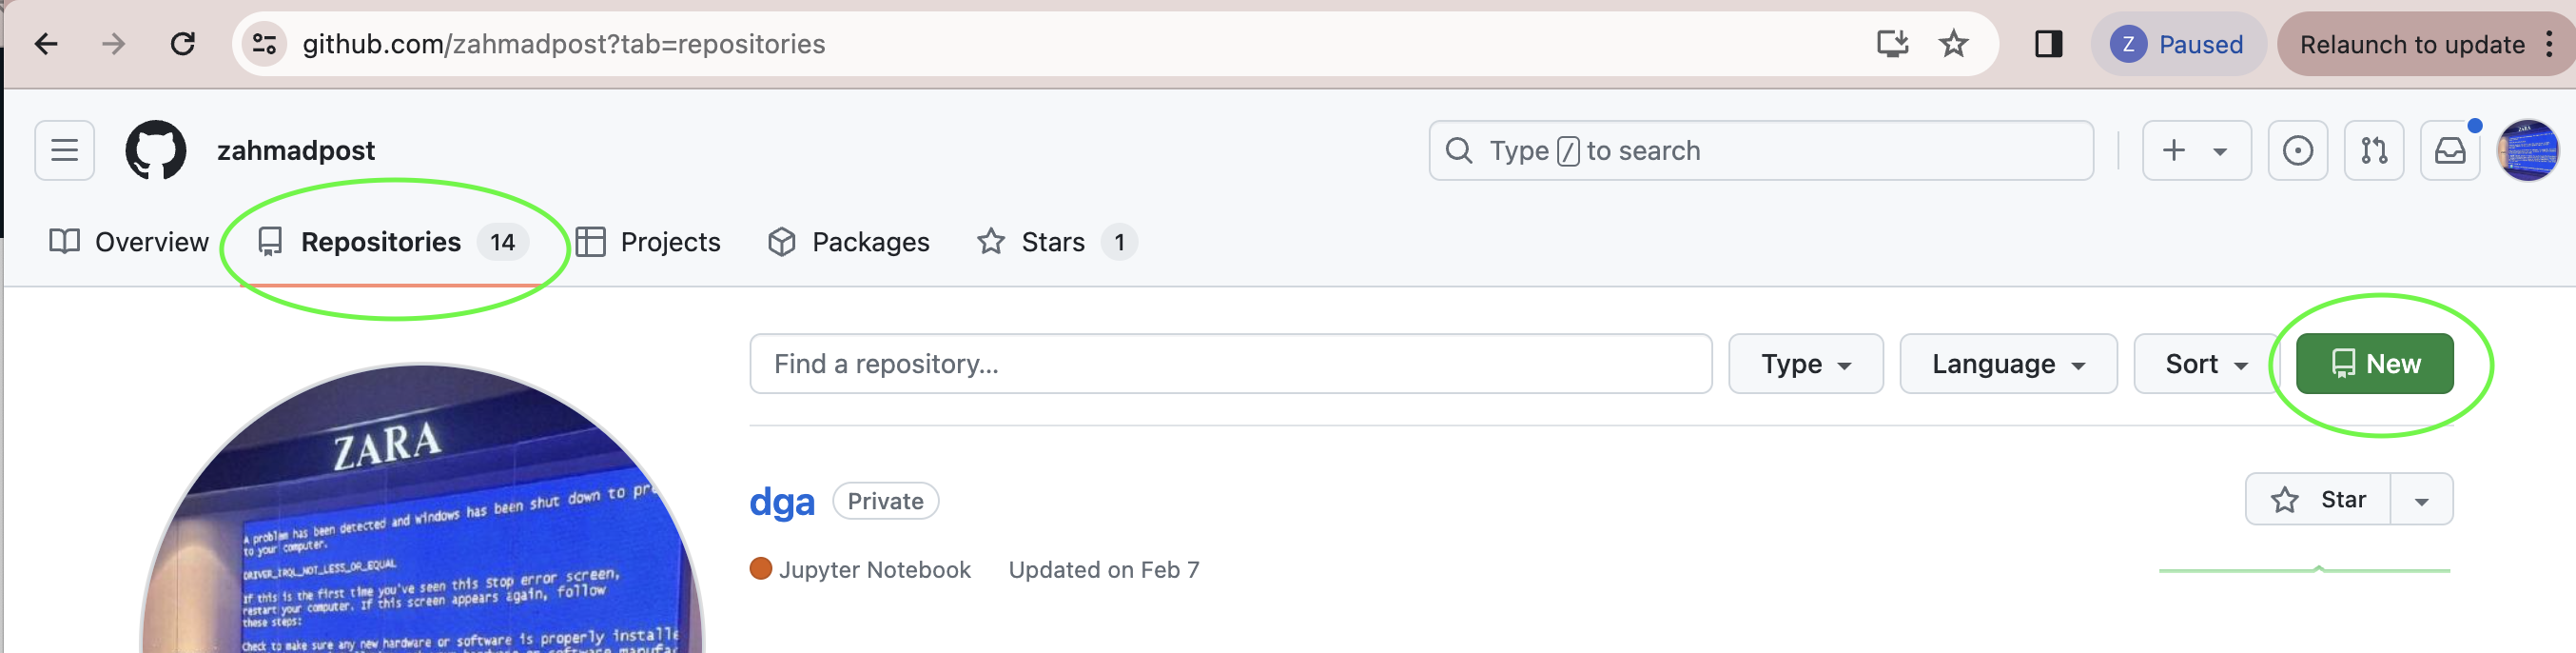 github.com/zahmadpost?tab=repositories
Z Paused
Relaunch to update
zahmadpost
Type / to search
Overview
Repositories 14
Projects
Packages
Stars 1
Find a repository...
Type
Language
Sort
New
ZARA
A problem has been detected and windows has been shut down to pre
to your computer.
DRIVER_IRQL_NOT_LESS_OR_EQUAL
If this is the first time you've seen this Stop error screen,
restart your computer. If this screen appears again, follow
these steps:
Check to make sure any new hardware or software is properly installe
dga Private
Star
Jupyter Notebook Updated on Feb 7